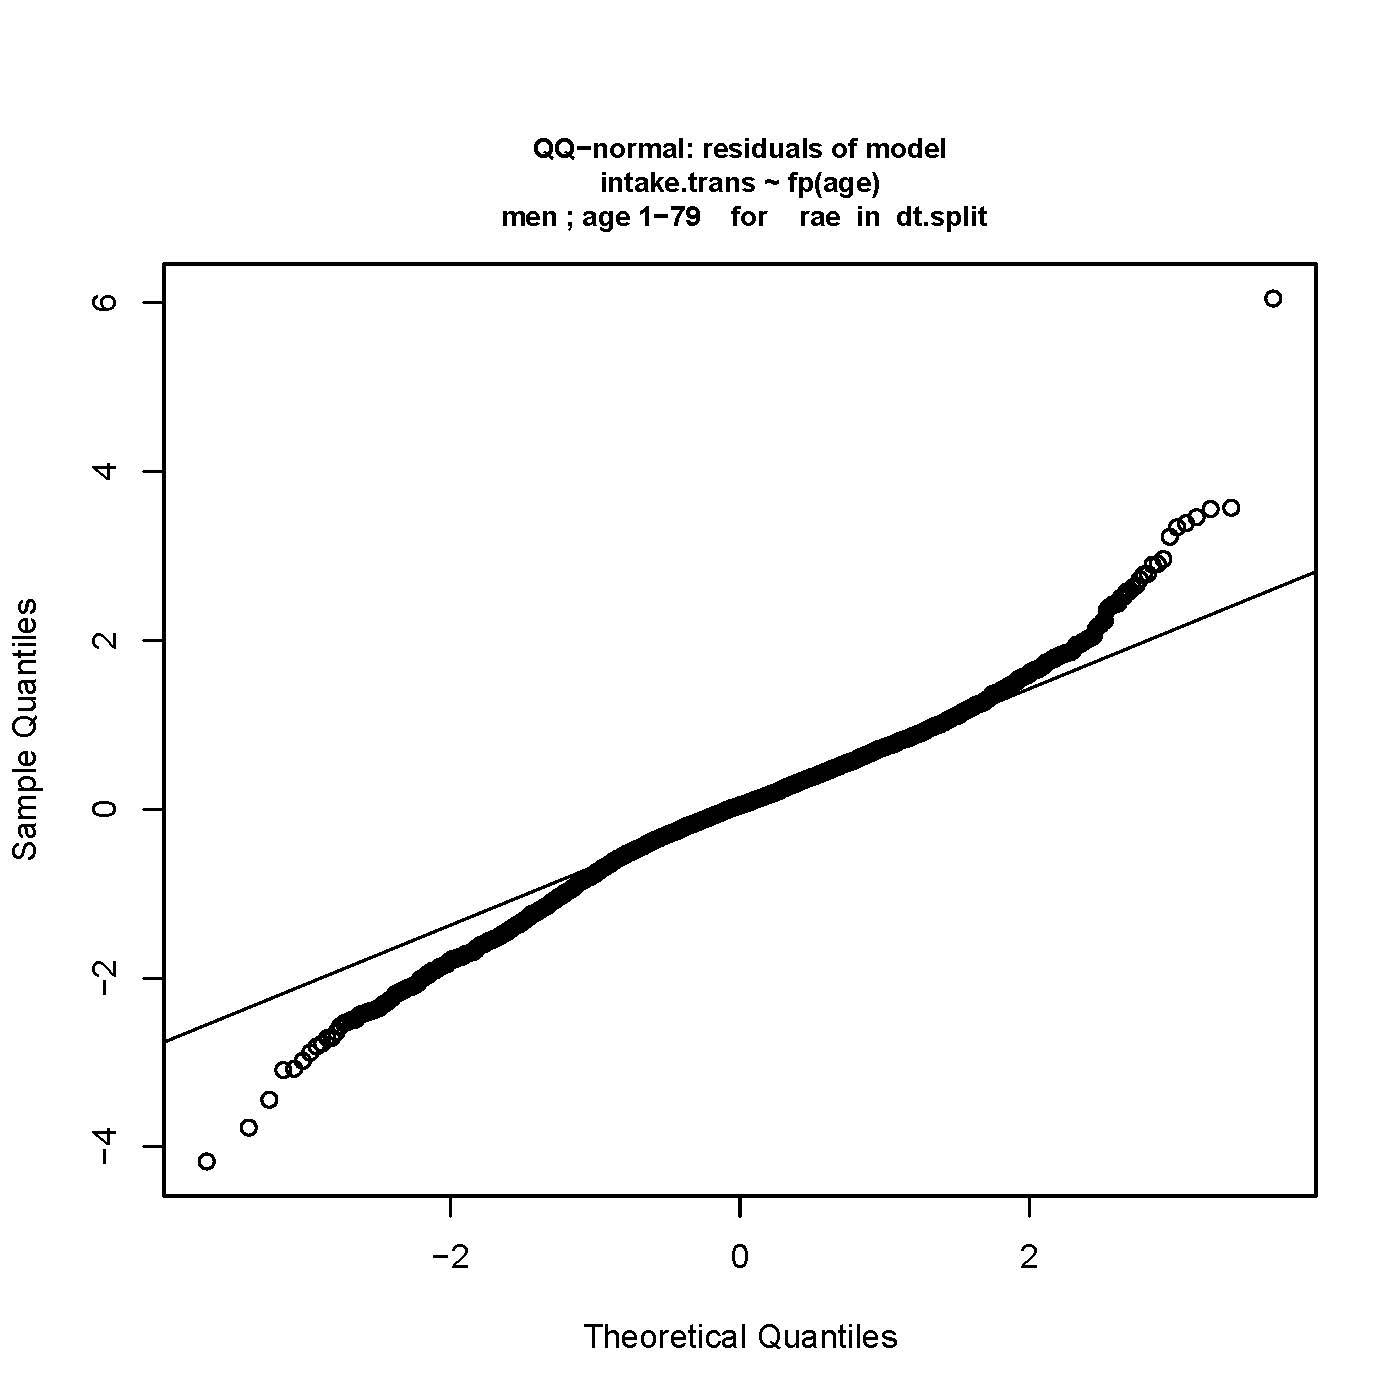 QQ−normal: residuals of model
intake.trans ~ fp(age)
men ; age 1−79 for rae in dt.split
6
4
2
0
−2
−4
Sample Quantiles
−2 0 2
Theoretical Quantiles